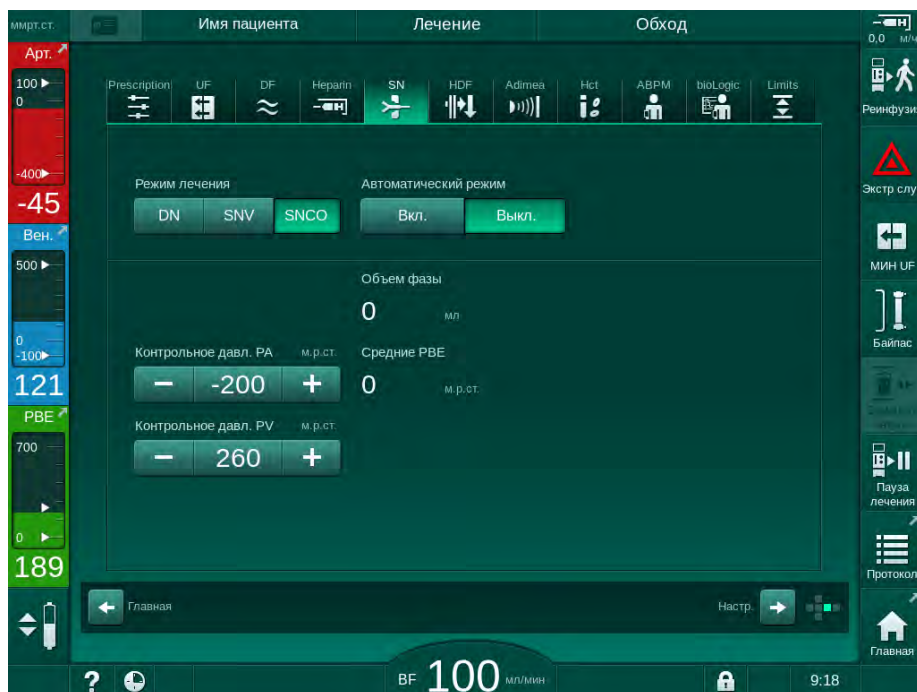 ммрт.ст.
Имя пациента
Лечение
Обход
0,0 м/ч
Арт.
100
0
-400
-45
Вен.
500
0
-100
121
PBE
700
0
189
Prescription
UF
DF
Heparin
SN
HDF
Adimea
Hct
ABPM
bioLogic
Limits
Режим лечения
Автоматический режим
DN SNV SNCO
Вкл. Выкл.
Объем фазы
0 мл
Контрольное давл. PA м.р.ст.
Средние PBE
− -200 +
0 м.р.ст.
Контрольное давл. PV м.р.ст.
− 260 +
Главная
Настр.
Реинфузи
Экстр слу
МИН UF
Байпас
Пауза
лечения
Протокол
Главная
?
BF 100 мл/мин
9:18